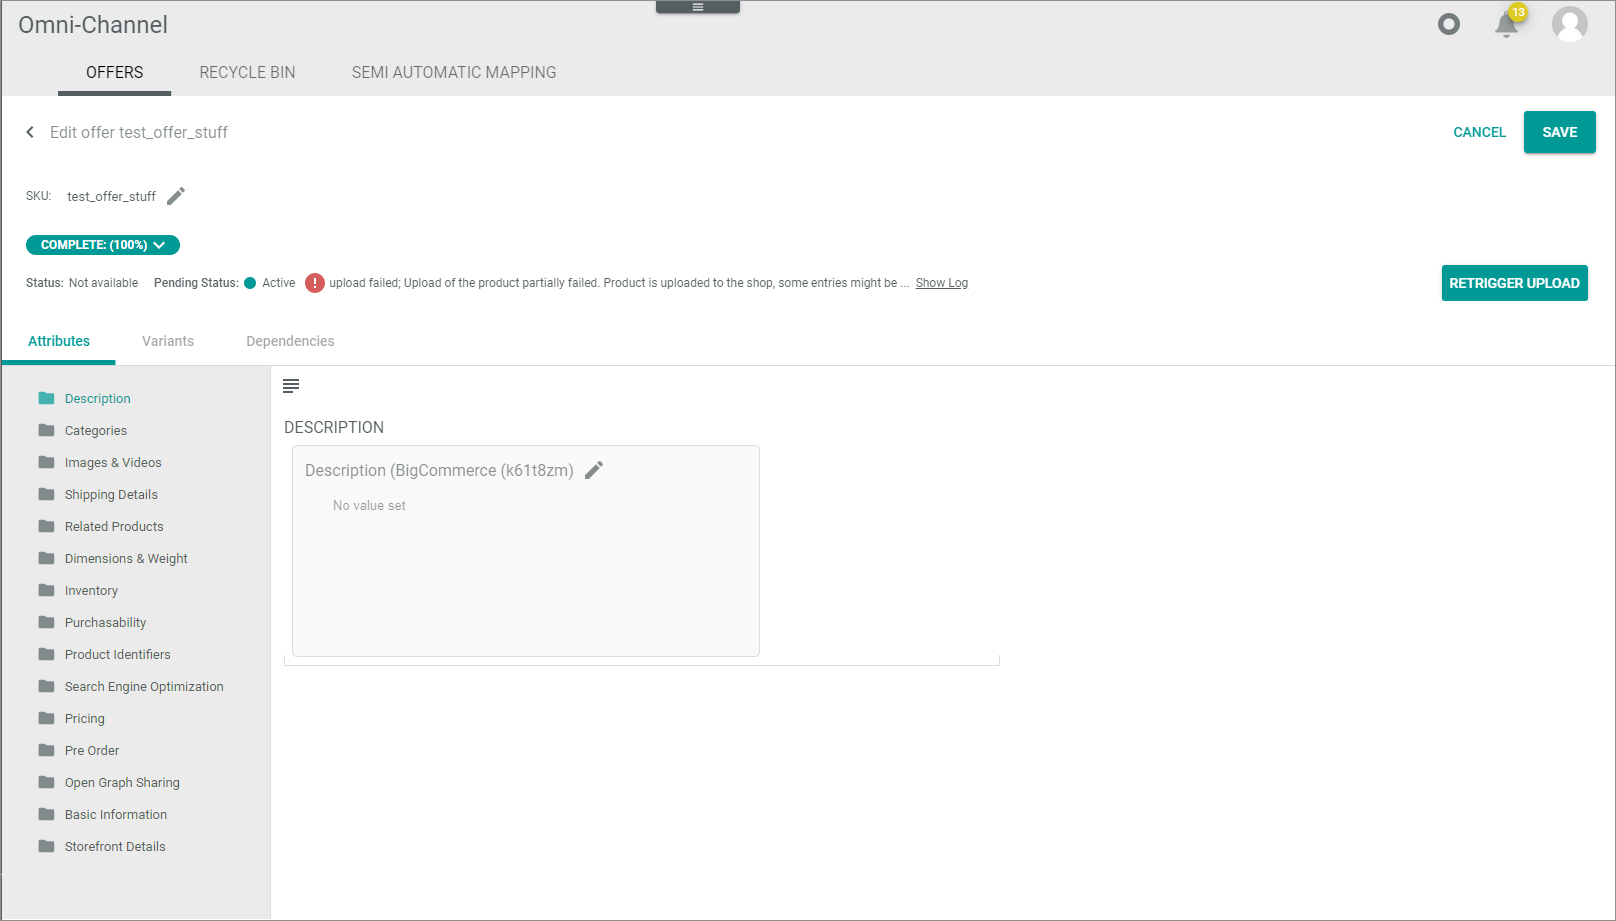 Omni-Channel
13
OFFERS RECYCLE BIN SEMI AUTOMATIC MAPPING
Edit offer test_offer_stuff CANCEL SAVE
SKU: test_offer_stuff
COMPLETE: (100%)
Status: Not available Pending Status: Active ! upload failed; Upload of the product partially failed. Product is uploaded to the shop, some entries might be ... Show Log RETRIGGER UPLOAD
Attributes Variants Dependencies
Description
Categories
Images & Videos
Shipping Details
Related Products
Dimensions & Weight
Inventory
Purchasability
Product Identifiers
Search Engine Optimization
Pricing
Pre Order
Open Graph Sharing
Basic Information
Storefront Details
DESCRIPTION
Description (BigCommerce (k61t8zm)
No value set